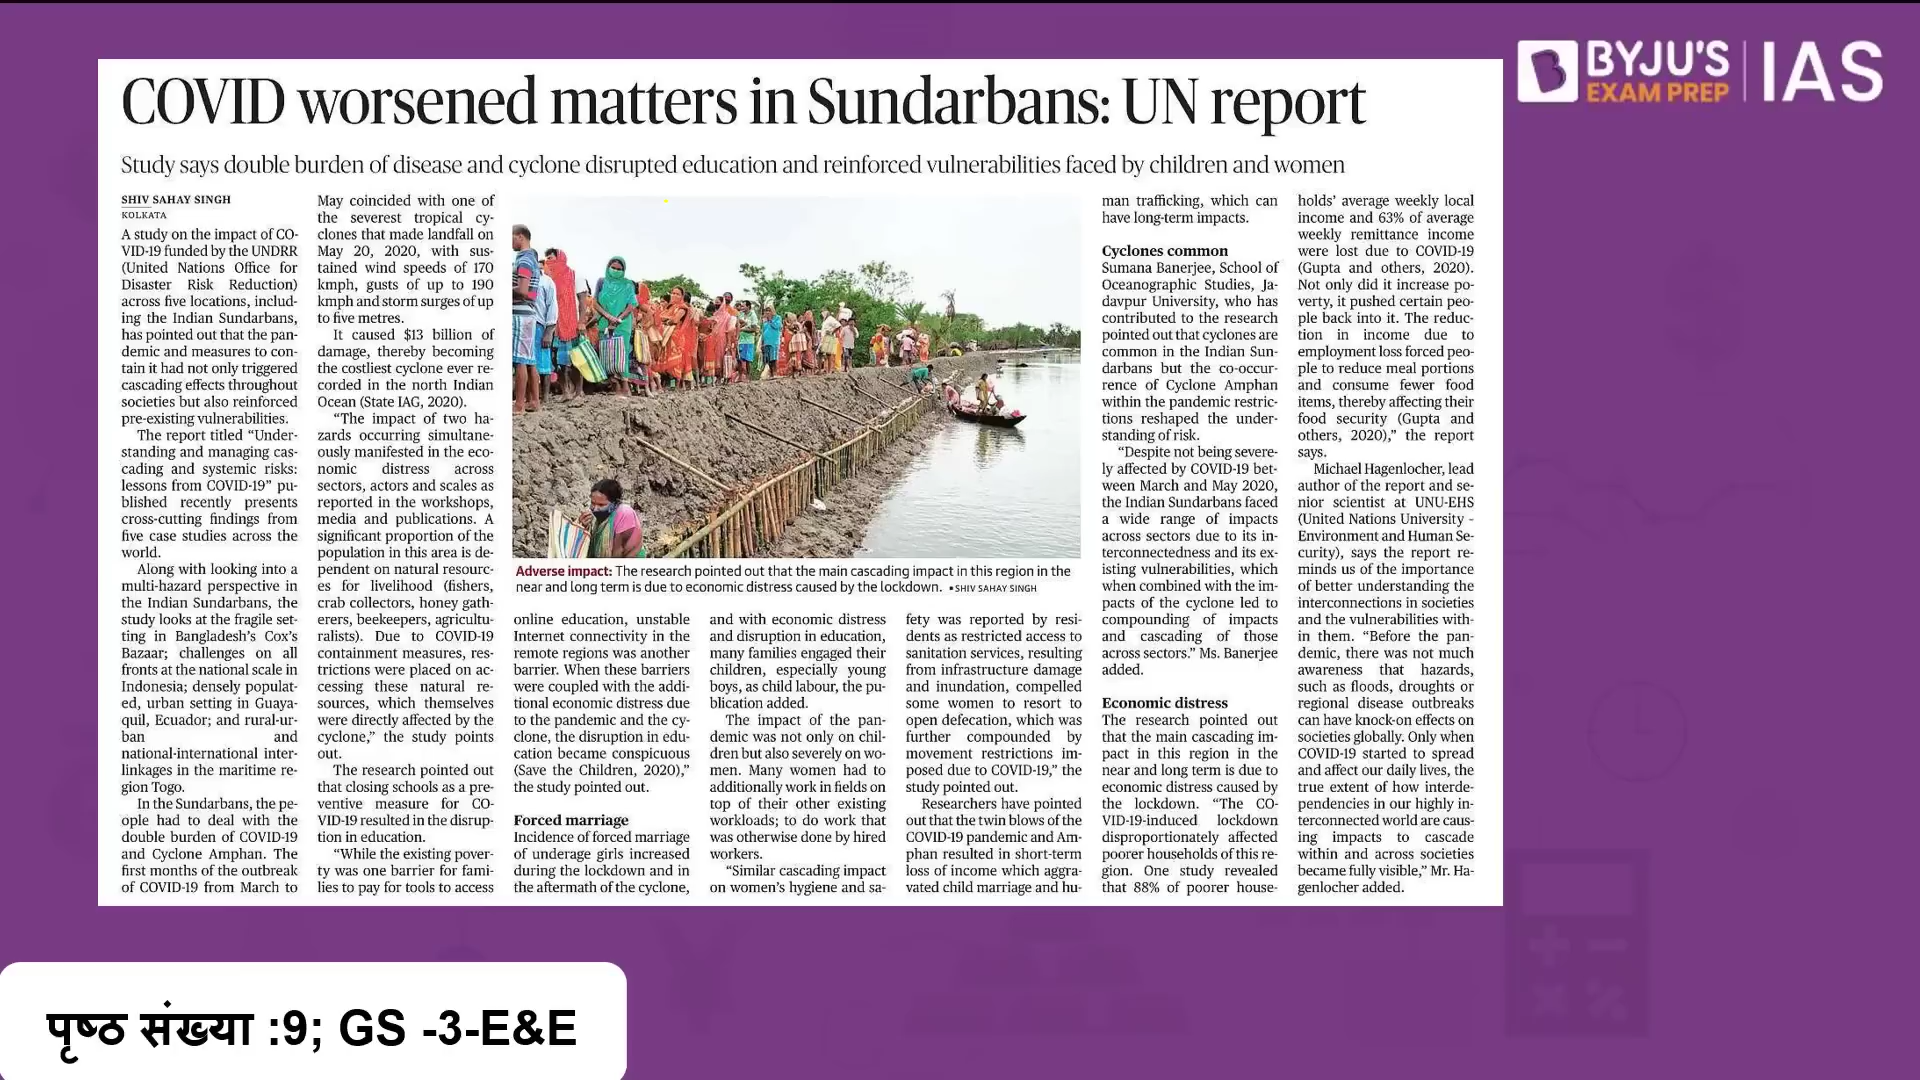 COVID worsened matters in Sundarbans: UN report
Study says double burden of disease and cyclone disrupted education and reinforced vulnerabilities faced by children and women
SHIV SAHAY SINGH
KOLKATA
A study on the impact of CO-
VID-19 funded by the UNDRR
(United Nations Office for
Disaster Risk Reduction)
across five locations, includ-
ing the Indian Sundarbans,
has pointed out that the pan-
demic and measures to con-
tain it had not only triggered
cascading effects throughout
societies but also reinforced
pre-existing vulnerabilities.
The report titled “Under-
standing and managing cas-
cading and systemic risks:
lessons from COVID-19” pu-
blished recently presents
cross-cutting findings from
five case studies across the
world.
Along with looking into a
multi-hazard perspective in
the Indian Sundarbans, the
study looks at the fragile set-
ting in Bangladesh’s Cox’s
Bazaar; challenges on all
fronts at the national scale in
Indonesia; densely populat-
ed, urban setting in Guaya-
quil, Ecuador; and rural-ur-
ban and
national-international inter-
linkages in the maritime re-
gion Togo.
In the Sundarbans, the pe-
ople had to deal with the
double burden of COVID-19
and Cyclone Amphan. The
first months of the outbreak
of COVID-19 from March to
May coincided with one of
the severest tropical cy-
clones that made landfall on
May 20, 2020, with sus-
tained wind speeds of 170
kmph, gusts of up to 190
kmph and storm surges of up
to five metres.
It caused $13 billion of
damage, thereby becoming
the costliest cyclone ever re-
corded in the north Indian
Ocean (State IAG, 2020).
“The impact of two ha-
zards occurring simultane-
ously manifested in the eco-
nomic distress across
sectors, actors and scales as
reported in the workshops,
media and publications. A
significant proportion of the
population in this area is de-
pendent on natural resourc-
es for livelihood (fishers,
crab collectors, honey gath-
erers, beekeepers, agricultu-
ralists). Due to COVID-19
containment measures, res-
trictions were placed on ac-
cessing these natural re-
sources, which themselves
were directly affected by the
cyclone,” the study points
out.
The research pointed out
that closing schools as a pre-
ventive measure for CO-
VID-19 resulted in the disrup-
tion in education.
“While the existing pover-
ty was one barrier for fami-
lies to pay for tools to access
Adverse impact: The research pointed out that the main cascading impact in this region in the
near and long term is due to economic distress caused by the lockdown. •SHIV SAHAY SINGH
online education, unstable
Internet connectivity in the
remote regions was another
barrier. When these barriers
were coupled with the addi-
tional economic distress due
to the pandemic and the cy-
clone, the disruption in edu-
cation became conspicuous
(Save the Children, 2020),”
the study pointed out.
Forced marriage
Incidence of forced marriage
of underage girls increased
during the lockdown and in
the aftermath of the cyclone,
and with economic distress
and disruption in education,
many families engaged their
children, especially young
boys, as child labour, the pu-
blication added.
The impact of the pan-
demic was not only on chil-
dren but also severely on wo-
men. Many women had to
additionally work in fields on
top of their other existing
workloads; to do work that
was otherwise done by hired
workers.
“Similar cascading impact
on women’s hygiene and sa-
fety was reported by resi-
dents as restricted access to
sanitation services, resulting
from infrastructure damage
and inundation, compelled
some women to resort to
open defecation, which was
further compounded by
movement restrictions im-
posed due to COVID-19,” the
study pointed out.
Researchers have pointed
out that the twin blows of the
COVID-19 pandemic and Am-
phan resulted in short-term
loss of income which aggra-
vated child marriage and hu-
man trafficking, which can
have long-term impacts.
Cyclones common
Sumana Banerjee, School of
Oceanographic Studies, Ja-
davpur University, who has
contributed to the research
pointed out that cyclones are
common in the Indian Sun-
darbans but the co-occur-
rence of Cyclone Amphan
within the pandemic restric-
tions reshaped the under-
standing of risk.
“Despite not being severe-
ly affected by COVID-19 bet-
ween March and May 2020,
the Indian Sundarbans faced
a wide range of impacts
across sectors due to its in-
terconnectedness and its ex-
isting vulnerabilities, which
when combined with the im-
pacts of the cyclone led to
compounding of impacts
and cascading of those
across sectors.” Ms. Banerjee
added.
Economic distress
The research pointed out
that the main cascading im-
pact in this region in the
near and long term is due to
economic distress caused by
the lockdown. “The CO-
VID-19-induced lockdown
disproportionately affected
poorer households of this re-
gion. One study revealed
that 88% of poorer house-
holds’ average weekly local
income and 63% of average
weekly remittance income
were lost due to COVID-19
(Gupta and others, 2020).
Not only did it increase po-
verty, it pushed certain peo-
ple back into it. The reduc-
tion in income due to
employment loss forced peo-
ple to reduce meal portions
and consume fewer food
items, thereby affecting their
food security (Gupta and
others, 2020),” the report
says.
Michael Hagenlocher, lead
author of the report and se-
nior scientist at UNU-EHS
(United Nations University -
Environment and Human Se-
curity), says the report re-
minds us of the importance
of better understanding the
interconnections in societies
and the vulnerabilities with-
in them. “Before the pan-
demic, there was not much
awareness that hazards,
such as floods, droughts or
regional disease outbreaks
can have knock-on effects on
societies globally. Only when
COVID-19 started to spread
and affect our daily lives, the
true extent of how interde-
pendencies in our highly in-
terconnected world are caus-
ing impacts to cascade
within and across societies
became fully visible,” Mr. Ha-
genlocher added.
BYJU'S
EXAM PREP
IAS
पृष्ठ संख्या :9; GS -3-E&E